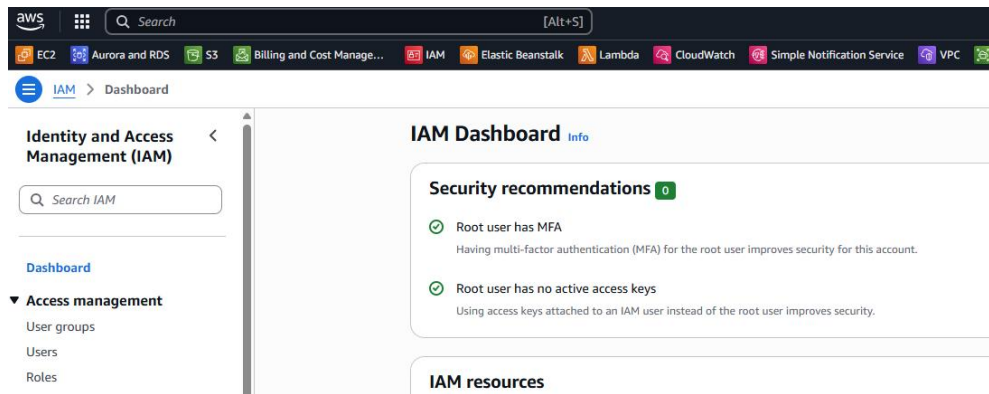 aws Search [Alt+S]
EC2 Aurora and RDS S3 Billing and Cost Manage... IAM Elastic Beanstalk Lambda CloudWatch Simple Notification Service VPC
IAM > Dashboard
Identity and Access
Management (IAM)
Search IAM
Dashboard
Access management
User groups
Users
Roles
IAM Dashboard Info
Security recommendations 0
Root user has MFA
Having multi-factor authentication (MFA) for the root user improves security for this account.
Root user has no active access keys
Using access keys attached to an IAM user instead of the root user improves security.
IAM resources